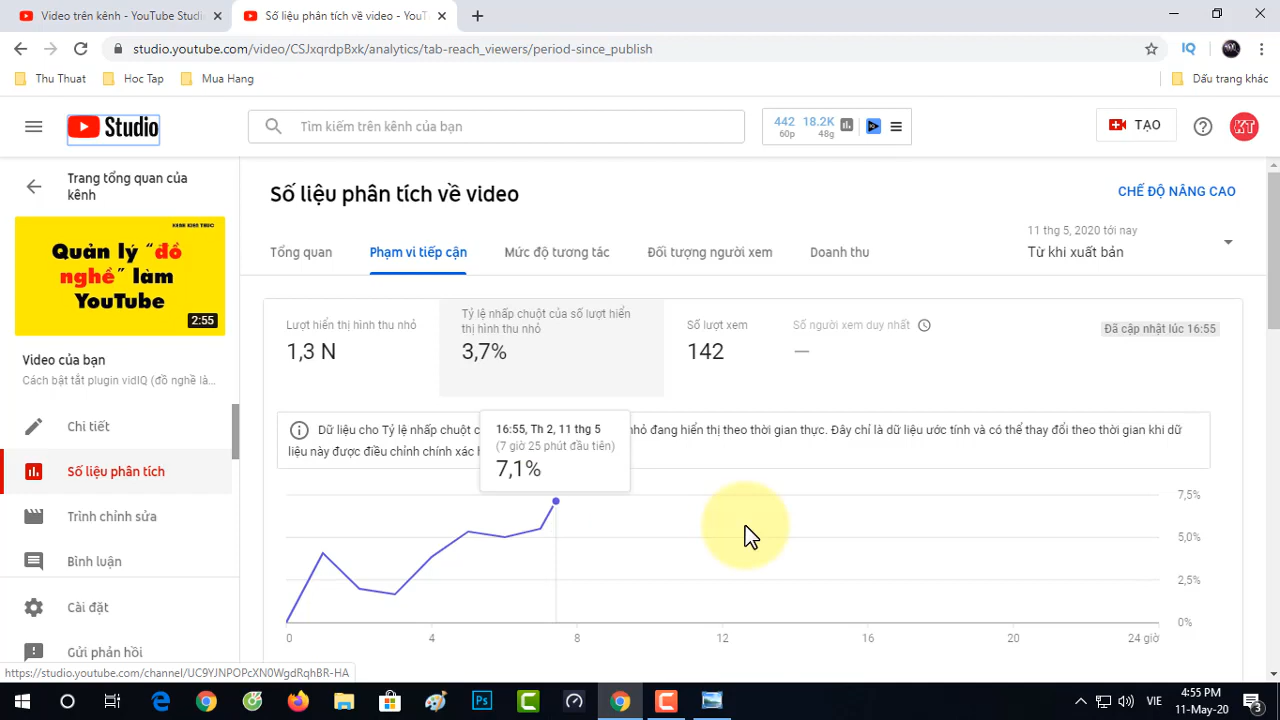 Video trên kênh - YouTube Studio
Số liệu phân tích về video - YouT
studio.youtube.com/video/CSJxqrdpBxk/analytics/tab-reach_viewers/period-since_publish
IQ
Thu Thuat
Hoc Tap
Mua Hang
Dấu trang khác
Studio
Tìm kiếm trên kênh của bạn
442
60p
18.2K
48g
TẠO
KT
Trang tổng quan của
kênh
Quản lý “đồ
nghề” làm
YouTube
2:55
Video của bạn
Cách bật tắt plugin vidIQ (đồ nghề là...
Chi tiết
Số liệu phân tích
Trình chỉnh sửa
Bình luận
Cài đặt
Gửi phản hồi
Số liệu phân tích về video
CHẾ ĐỘ NÂNG CAO
Tổng quan
Phạm vi tiếp cận
Mức độ tương tác
Đối tượng người xem
Doanh thu
11 thg 5, 2020 tới nay
Từ khi xuất bản
Lượt hiển thị hình thu nhỏ
1,3 N
Tỷ lệ nhấp chuột của số lượt hiển
thị hình thu nhỏ
3,7%
Số lượt xem
142
Số người xem duy nhất
—
Đã cập nhật lúc 16:55
Dữ liệu cho Tỷ lệ nhấp chuột c
nhỏ đang hiển thị theo thời gian thực. Đây chỉ là dữ liệu ước tính và có thể thay đổi theo thời gian khi dữ
liệu này được điều chỉnh chính xác h
16:55, Th 2, 11 thg 5
(7 giờ 25 phút đầu tiên)
7,1%
7,5%
5,0%
2,5%
0%
0 4 8 12 16 20 24 giờ
https://studio.youtube.com/channel/UC9YJNPOPcXN0WgdRqhBR-HA
Ps
VIE
4:55 PM
11-May-20
3